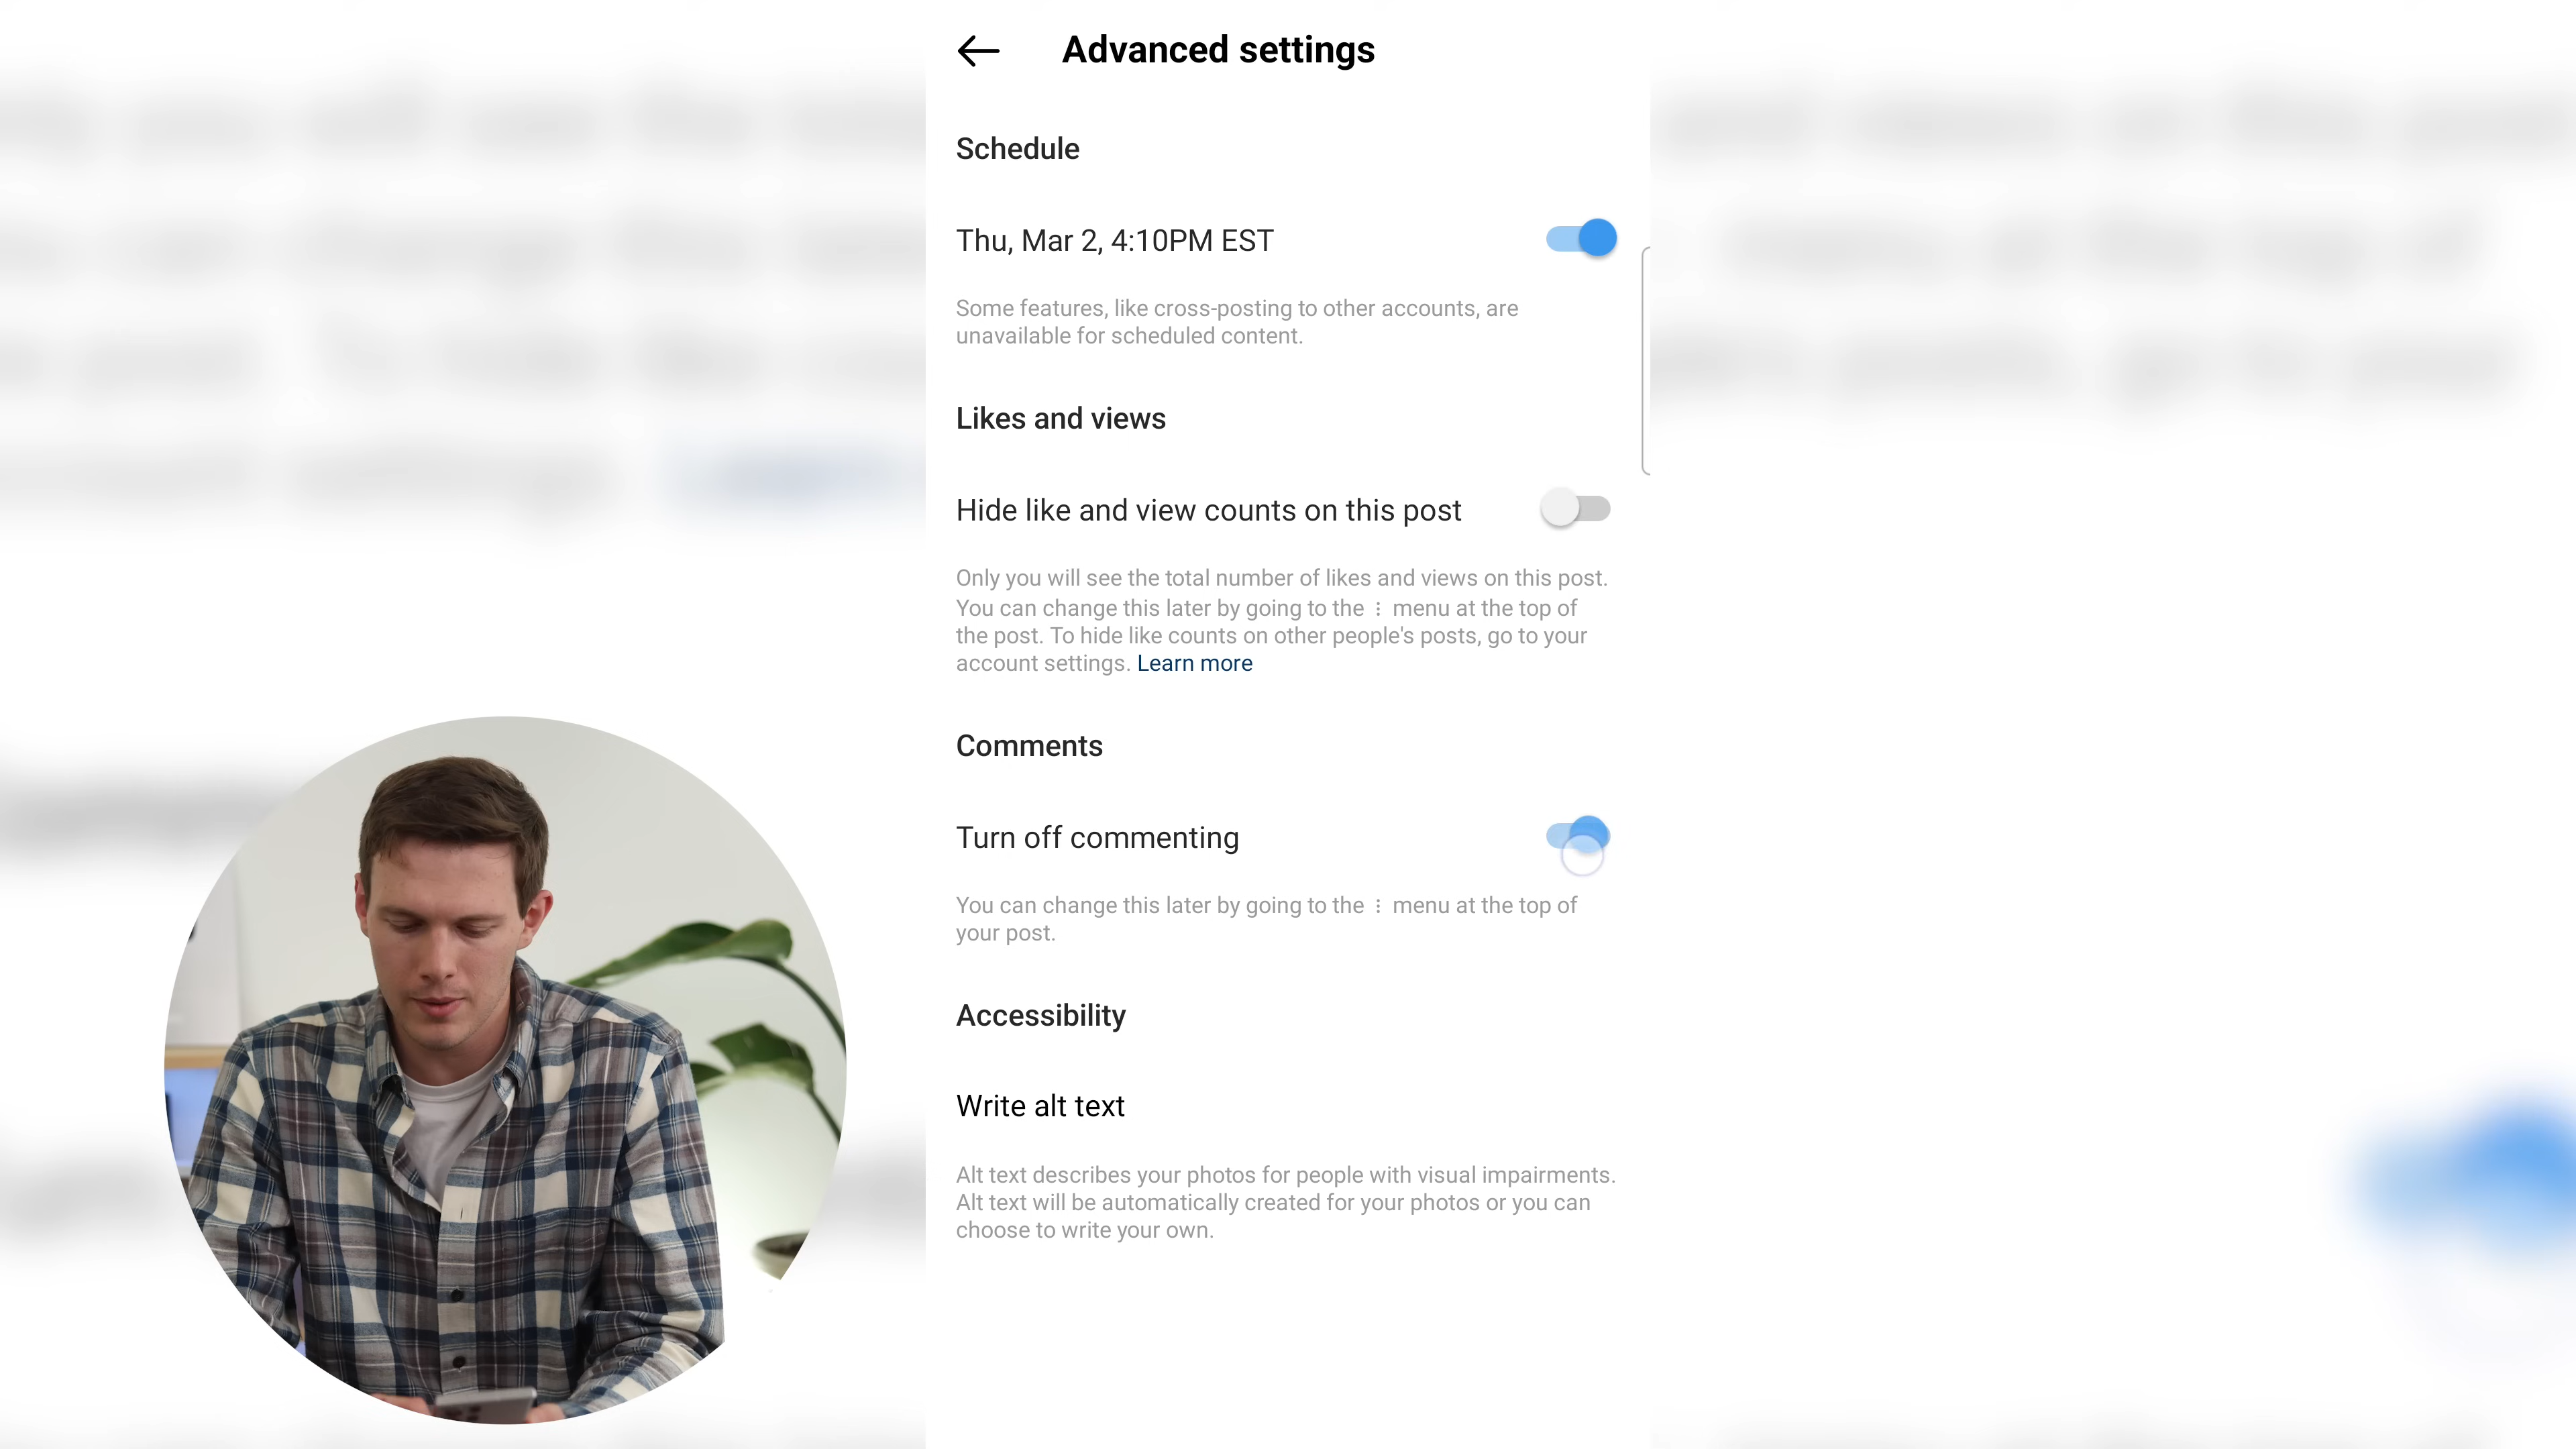 Advanced settings
Schedule
Thu, Mar 2, 4:10PM EST
Some features, like cross-posting to other accounts, are
unavailable for scheduled content.
Likes and views
Hide like and view counts on this post
Only you will see the total number of likes and views on this post.
You can change this later by going to the ⋮ menu at the top of
the post. To hide like counts on other people's posts, go to your
account settings. Learn more
Comments
Turn off commenting
You can change this later by going to the ⋮ menu at the top of
your post.
Accessibility
Write alt text
Alt text describes your photos for people with visual impairments.
Alt text will be automatically created for your photos or you can
choose to write your own.